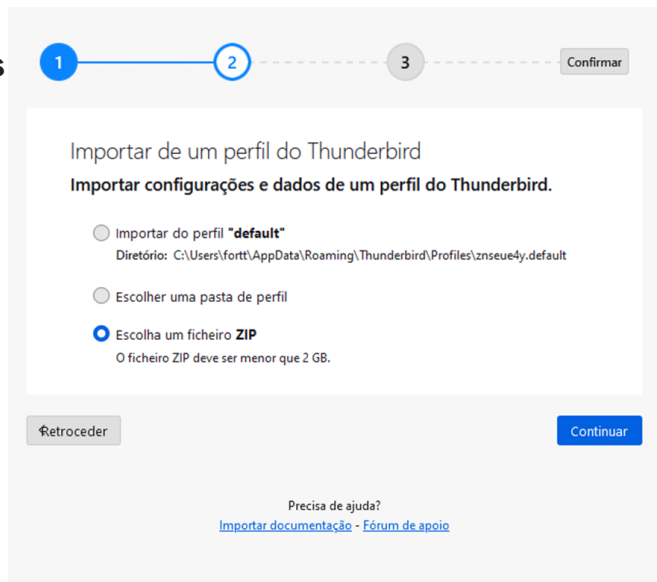 s
1
2
3
Confirmar
Importar de um perfil do Thunderbird
Importar configurações e dados de um perfil do Thunderbird.
Importar do perfil "default"
Diretório: C:\Users\fortt\AppData\Roaming\Thunderbird\Profiles\znseue4y.default
Escolher uma pasta de perfil
Escolha um ficheiro ZIP
O ficheiro ZIP deve ser menor que 2 GB.
Retroceder
Continuar
Precisa de ajuda?
Importar documentação - Fórum de apoio